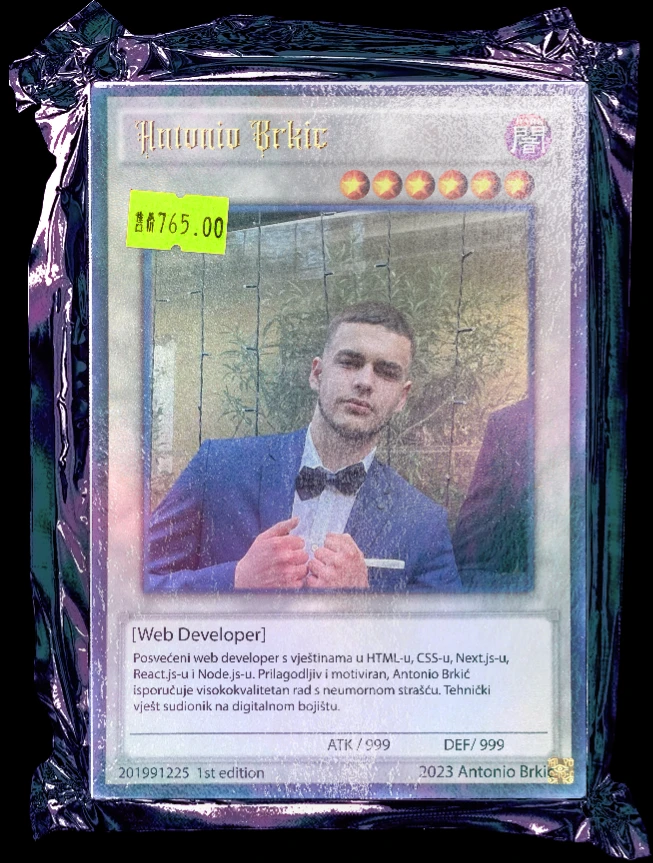 Antonio Brkic
闇
售價765.00
[Web Developer]
Posvećeni web developer s vještinama u HTML-u, CSS-u, Next.js-u,
React.js-u i Node.js-u. Prilagodljiv i motiviran, Antonio Brkić
isporučuje visokokvalitetan rad s neumornom strašću. Tehnički
vješt sudionik na digitalnom bojištu.
ATK / 999 DEF/ 999
201991225 1st edition 2023 Antonio Brkic